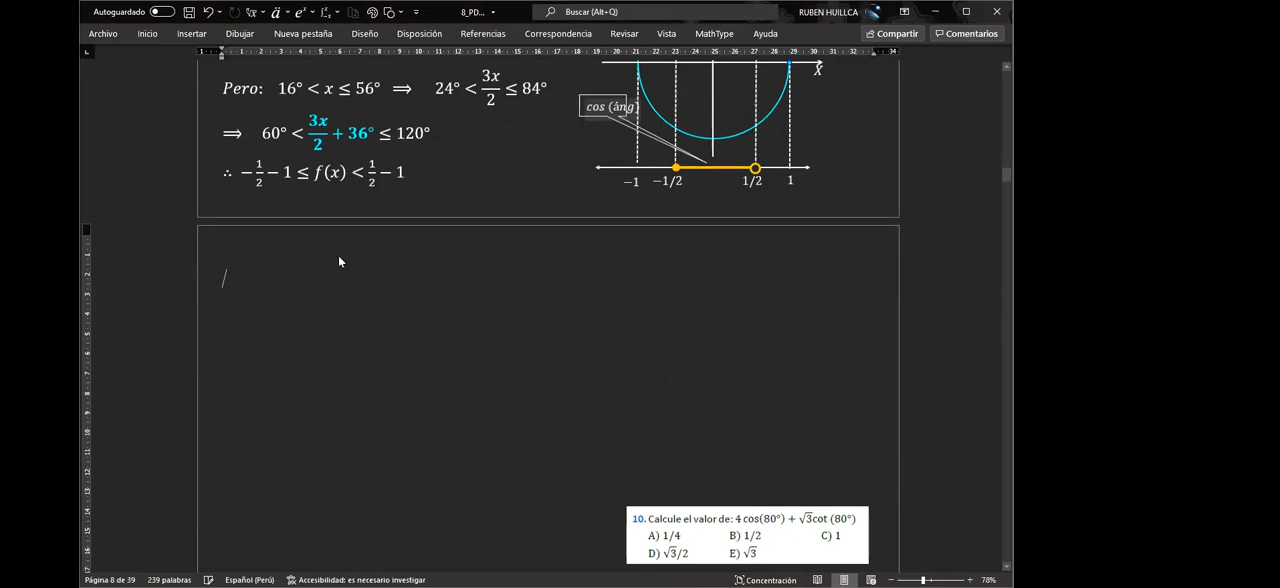 Autoguardado 8_PD... Buscar (Alt+Q) RUBEN HUILLCA
Archivo Inicio Insertar Dibujar Nueva pestaña Diseño Disposición Referencias Correspondencia Revisar Vista MathType Ayuda Compartir Comentarios
Pero: 16° < x ≤ 56° ⟹ 24° < 3x/2 ≤ 84°
⟹ 60° < 3x/2 + 36° ≤ 120°
∴ −1/2 − 1 ≤ f(x) < 1/2 − 1
X
cos (áng)
−1 −1/2 1/2 1
10. Calcule el valor de: 4 cos(80°) + √3cot (80°)
A) 1/4 B) 1/2 C) 1
D) √3/2 E) √3
Página 8 de 39 239 palabras Español (Perú) Accesibilidad: es necesario investigar Concentración 78%